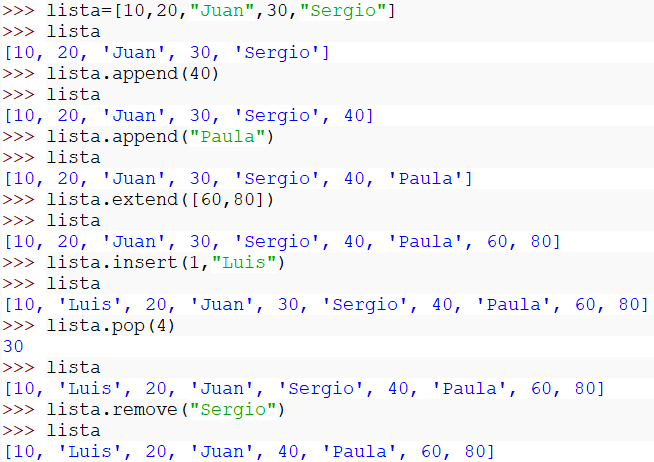 >>> lista=[10,20,"Juan",30,"Sergio"]
>>> lista
[10, 20, 'Juan', 30, 'Sergio']
>>> lista.append(40)
>>> lista
[10, 20, 'Juan', 30, 'Sergio', 40]
>>> lista.append("Paula")
>>> lista
[10, 20, 'Juan', 30, 'Sergio', 40, 'Paula']
>>> lista.extend([60,80])
>>> lista
[10, 20, 'Juan', 30, 'Sergio', 40, 'Paula', 60, 80]
>>> lista.insert(1,"Luis")
>>> lista
[10, 'Luis', 20, 'Juan', 30, 'Sergio', 40, 'Paula', 60, 80]
>>> lista.pop(4)
30
>>> lista
[10, 'Luis', 20, 'Juan', 'Sergio', 40, 'Paula', 60, 80]
>>> lista.remove("Sergio")
>>> lista
[10, 'Luis', 20, 'Juan', 40, 'Paula', 60, 80]